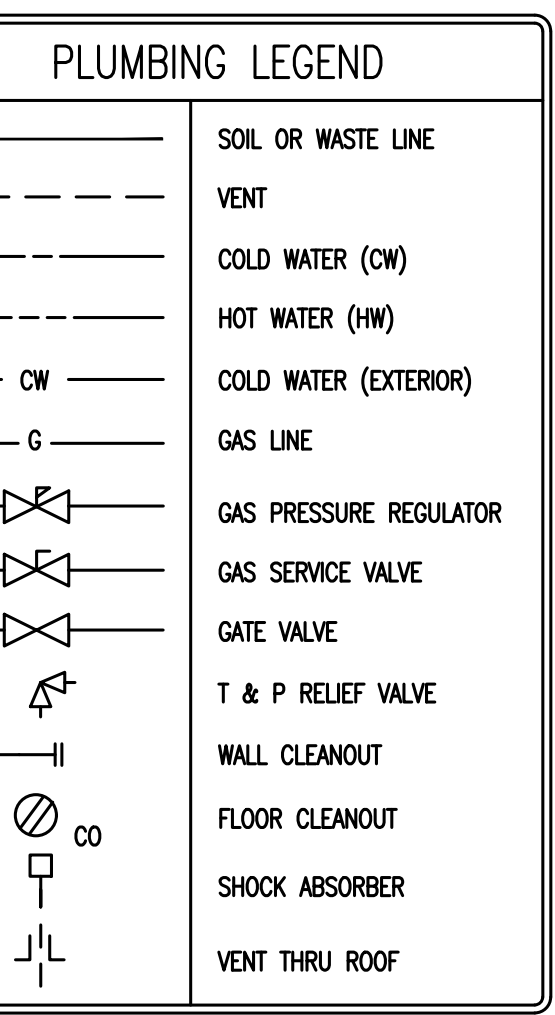 PLUMBING LEGEND
SOIL OR WASTE LINE
VENT
COLD WATER (CW)
HOT WATER (HW)
CW COLD WATER (EXTERIOR)
G GAS LINE
GAS PRESSURE REGULATOR
GAS SERVICE VALVE
GATE VALVE
T & P RELIEF VALVE
WALL CLEANOUT
FLOOR CLEANOUT
CO
SHOCK ABSORBER
VENT THRU ROOF